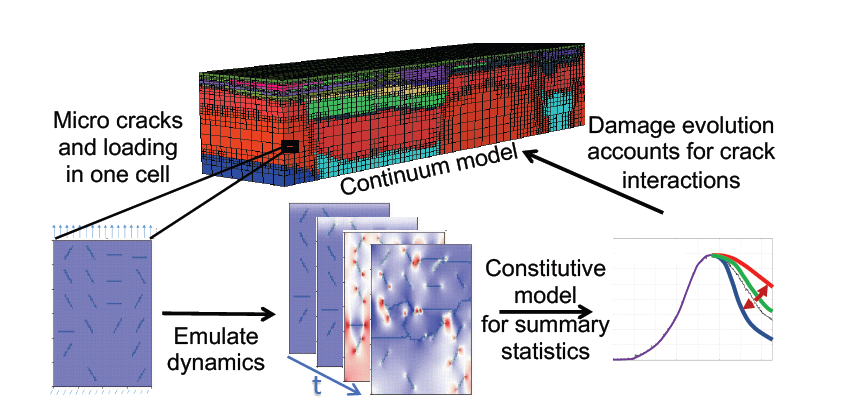 Micro cracks
and loading
in one cell
Continuum model
Damage evolution
accounts for crack
interactions
Emulate
dynamics
t
Constitutive
model
for summary
statistics